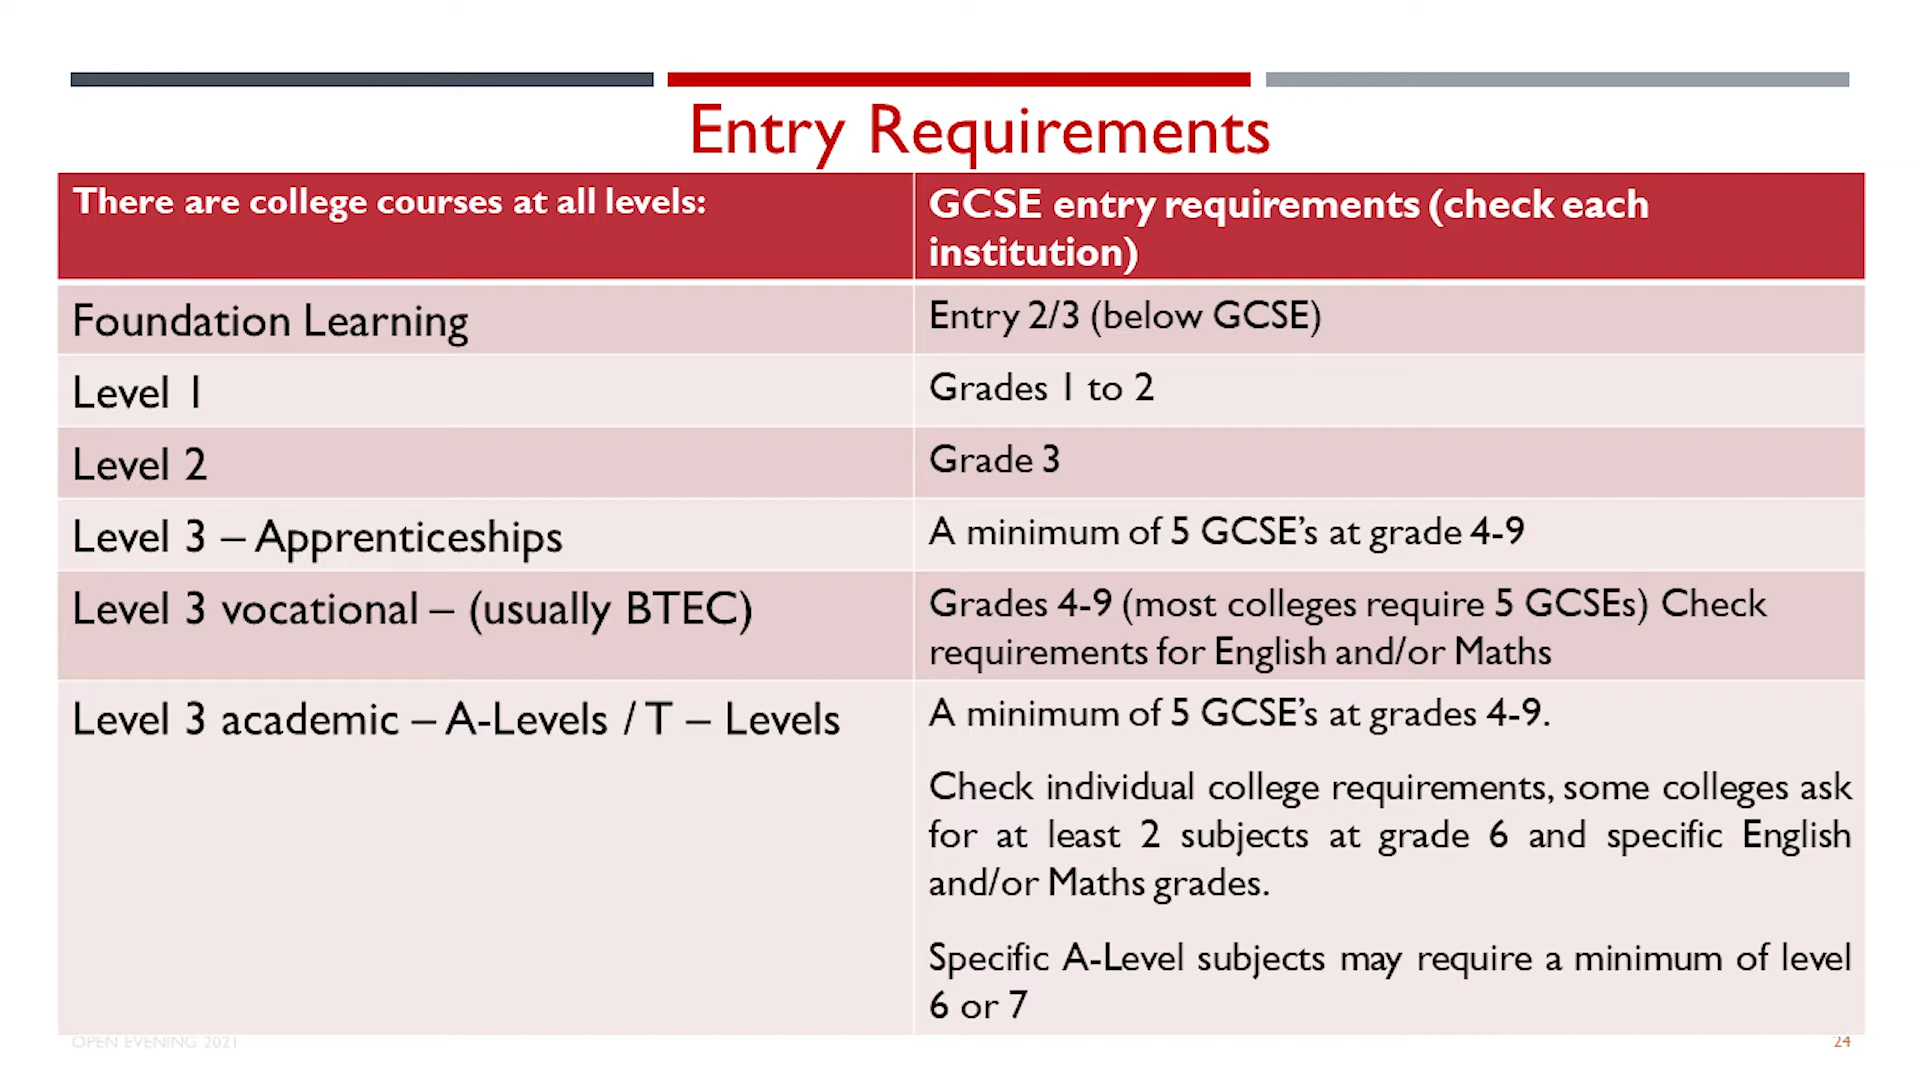 Entry Requirements
There are college courses at all levels:
GCSE entry requirements (check each
institution)
Foundation Learning
Entry 2/3 (below GCSE)
Level 1
Grades 1 to 2
Level 2
Grade 3
Level 3 – Apprenticeships
A minimum of 5 GCSE’s at grade 4-9
Level 3 vocational – (usually BTEC)
Grades 4-9 (most colleges require 5 GCSEs) Check
requirements for English and/or Maths
Level 3 academic – A-Levels / T – Levels
A minimum of 5 GCSE’s at grades 4-9.
Check individual college requirements, some colleges ask
for at least 2 subjects at grade 6 and specific English
and/or Maths grades.
Specific A-Level subjects may require a minimum of level
6 or 7
OPEN EVENING 2021
24